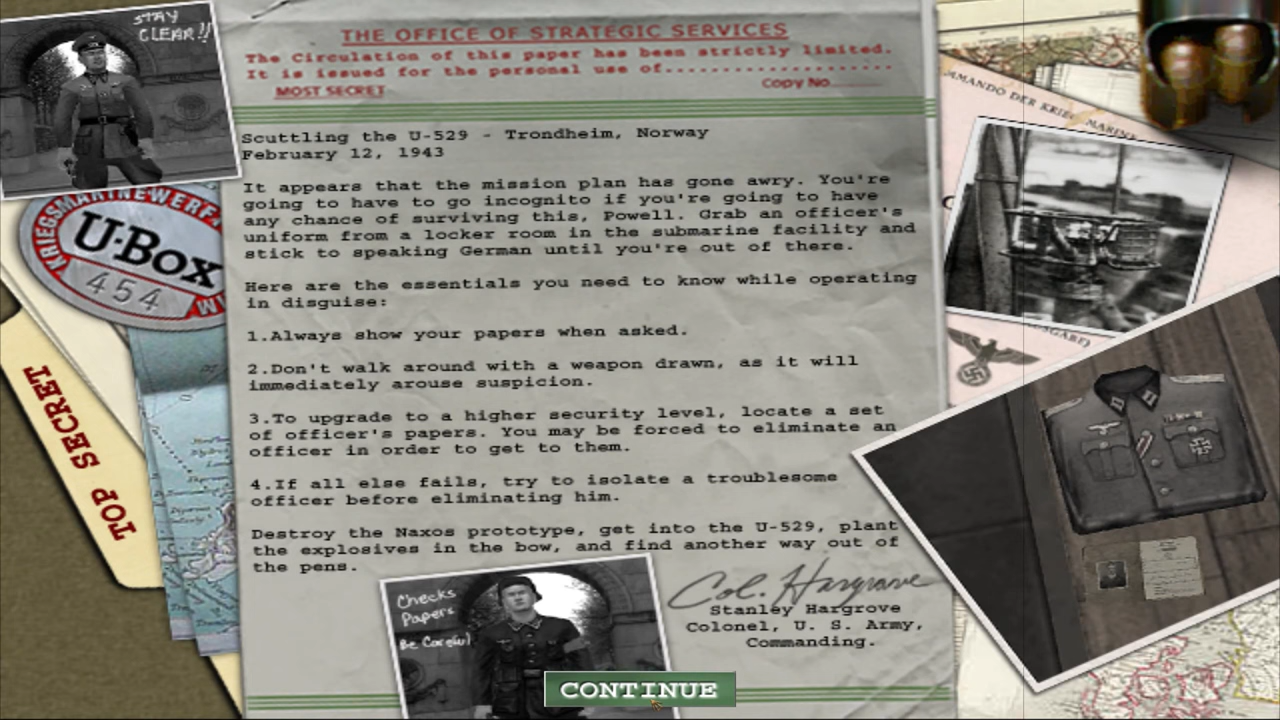 STAY
CLEAR!!
THE OFFICE OF STRATEGIC SERVICES
The Circulation of this paper has been strictly limited.
It is issued for the personal use of....................
MOST SECRET
Copy No.
Scuttling the U-529 - Trondheim, Norway
February 12, 1943
It appears that the mission plan has gone awry. You're
going to have to go incognito if you're going to have
any chance of surviving this, Powell. Grab an officer's
uniform from a locker room in the submarine facility and
stick to speaking German until you're out of there.
Here are the essentials you need to know while operating
in disguise:
1.Always show your papers when asked.
2.Don't walk around with a weapon drawn, as it will
immediately arouse suspicion.
3.To upgrade to a higher security level, locate a set
of officer's papers. You may be forced to eliminate an
officer in order to get to them.
4.If all else fails, try to isolate a troublesome
officer before eliminating him.
Destroy the Naxos prototype, get into the U-529, plant
the explosives in the bow, and find another way out of
the pens.
Col. Hargrave
Stanley Hargrove
Colonel, U. S. Army,
Commanding.
Checks
Papers
Be Careful
CONTINUE
KRIEGSMARINEWERFA
U-Box
454
WI
TOP SECRET
MANDO DER KRIE MARINE